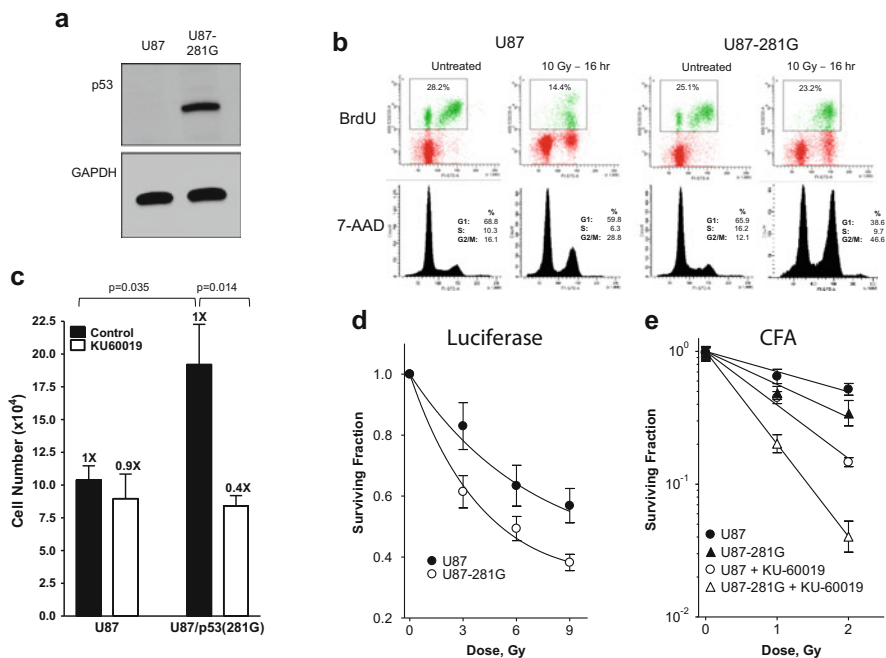 a
U87
U87-
281G
p53
GAPDH
b
U87
U87-281G
Untreated
10 Gy – 16 hr
Untreated
10 Gy – 16 hr
BrdU
28.2%
14.4%
25.1%
23.2%
7-AAD
%
G1: 68.8
S: 10.3
G2/M: 16.1
%
G1: 59.8
S: 6.3
G2/M: 28.8
%
G1: 65.9
S: 16.2
G2/M: 12.1
%
G1: 38.6
S: 9.7
G2/M: 46.6
c
p=0.035
p=0.014
Control
KU60019
Cell Number (x10⁴)
22.5
20.0
17.5
15.0
12.5
10.0
7.5
5.0
2.5
0.0
1X
0.9X
1X
0.4X
U87
U87/p53(281G)
d
Luciferase
Surviving Fraction
1.0
0.8
0.6
0.4
0.2
U87
U87-281G
0 3 6 9
Dose, Gy
e
CFA
Surviving Fraction
10⁰
10⁻¹
10⁻²
U87
U87-281G
U87 + KU-60019
U87-281G + KU-60019
0 1 2
Dose, Gy